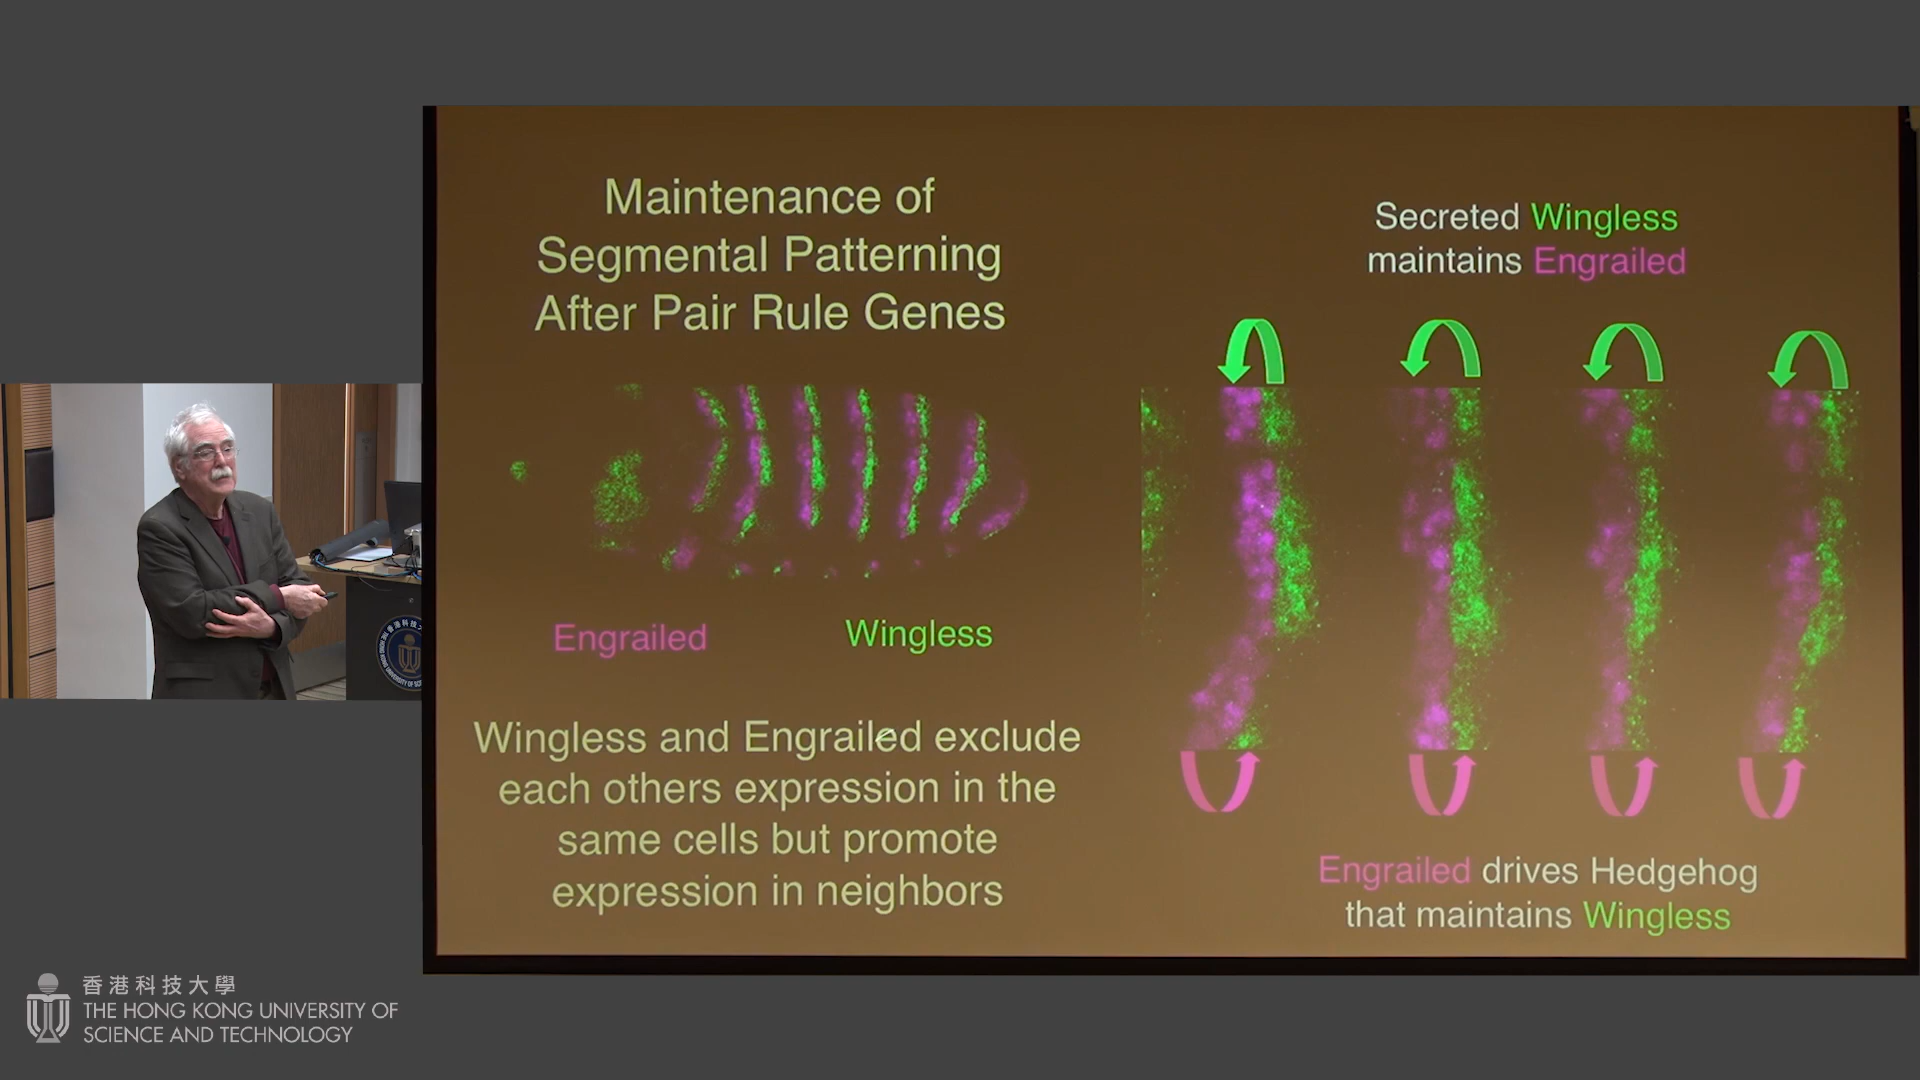 Maintenance of
Segmental Patterning
After Pair Rule Genes
Engrailed
Wingless
Wingless and Engrailed exclude
each others expression in the
same cells but promote
expression in neighbors
Secreted Wingless
maintains Engrailed
Engrailed drives Hedgehog
that maintains Wingless
香港科技大學
THE HONG KONG UNIVERSITY OF
SCIENCE AND TECHNOLOGY